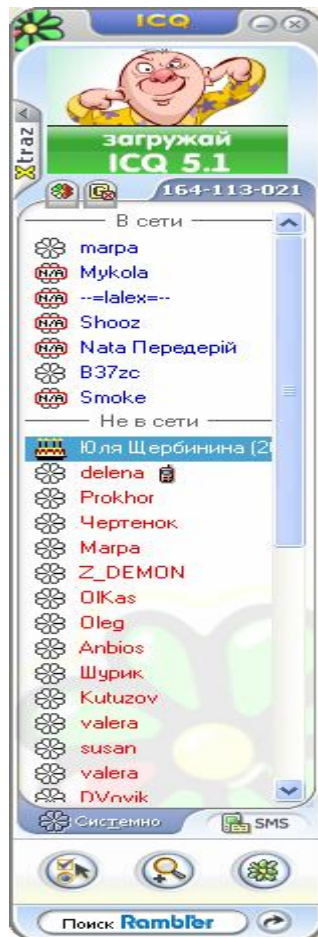 ICQ
Xtraz
загружай
ICQ 5.1
164-113-021
В сети
marpa
N/A Mykola
N/A --=lalex=--
N/A Shooz
N/A Nata Передерій
B37zc
N/A Smoke
Не в сети
Юля Щербинина
delena
Prokhor
Чертенок
Marpa
Z_DEMON
OlKas
Oleg
Anbios
Шурик
Kutuzov
valera
susan
valera
DVovik
Системно
SMS
Поиск Rambler